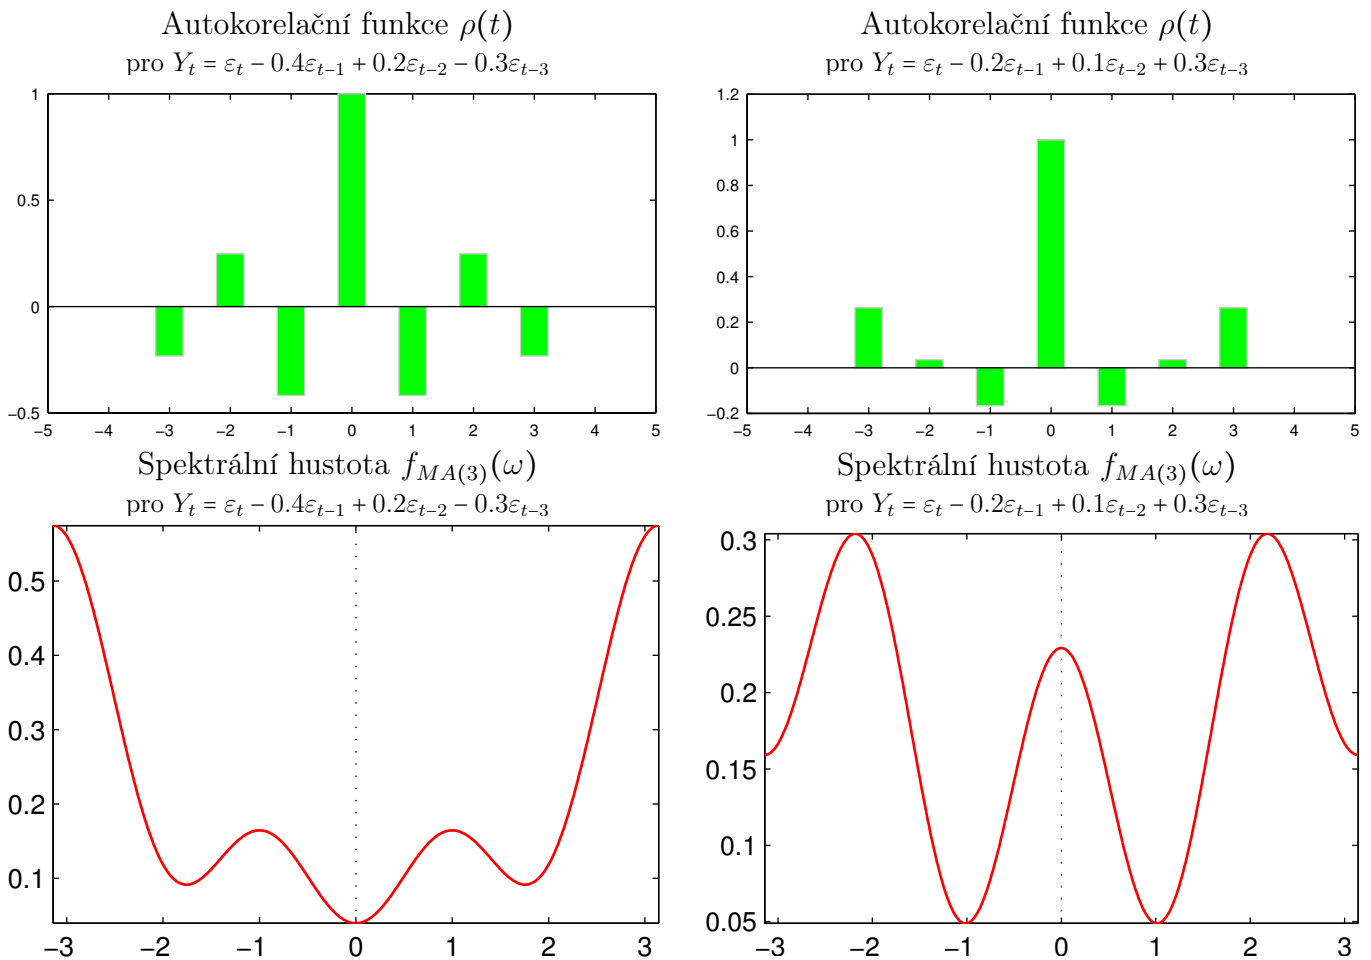 Autokorelační funkce ρ(t)
pro Y_t = ε_t − 0.4ε_{t−1} + 0.2ε_{t−2} − 0.3ε_{t−3}
1
0.5
0
−0.5
−5 −4 −3 −2 −1 0 1 2 3 4 5
Autokorelační funkce ρ(t)
pro Y_t = ε_t − 0.2ε_{t−1} + 0.1ε_{t−2} + 0.3ε_{t−3}
1.2
1
0.8
0.6
0.4
0.2
0
−0.2
−5 −4 −3 −2 −1 0 1 2 3 4 5
Spektrální hustota f_{MA(3)}(ω)
pro Y_t = ε_t − 0.4ε_{t−1} + 0.2ε_{t−2} − 0.3ε_{t−3}
0.5
0.4
0.3
0.2
0.1
−3 −2 −1 0 1 2 3
Spektrální hustota f_{MA(3)}(ω)
pro Y_t = ε_t − 0.2ε_{t−1} + 0.1ε_{t−2} + 0.3ε_{t−3}
0.3
0.25
0.2
0.15
0.1
0.05
−3 −2 −1 0 1 2 3